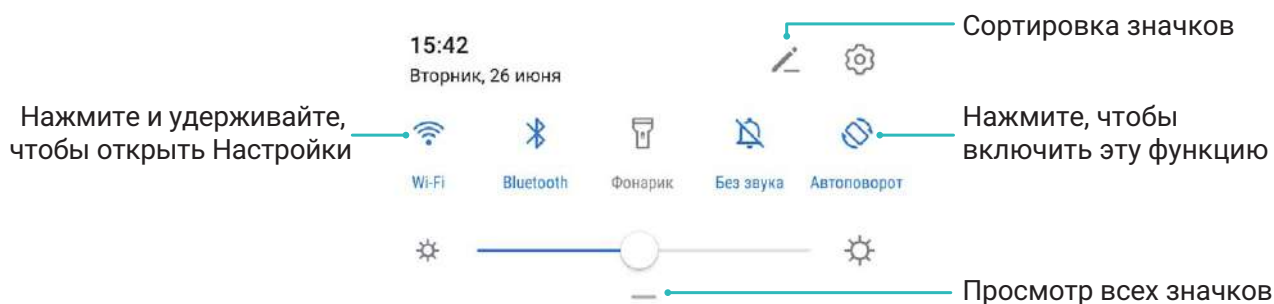 Сортировка значков
15:42
Вторник, 26 июня
Нажмите и удерживайте,
чтобы открыть Настройки
Нажмите, чтобы
включить эту функцию
Wi-Fi
Bluetooth
Фонарик
Без звука
Автоповорот
Просмотр всех значков